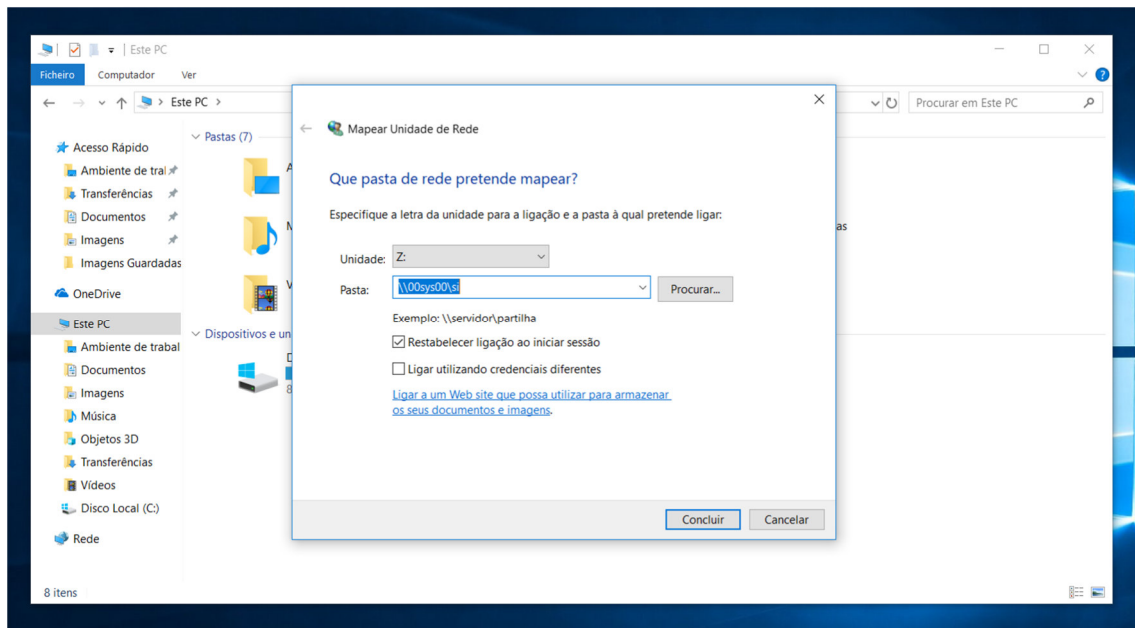 Este PC
Ficheiro Computador Ver
Este PC
Procurar em Este PC
Acesso Rápido
Ambiente de tral
Transferências
Documentos
Imagens
Imagens Guardadas
OneDrive
Este PC
Ambiente de trabal
Documentos
Imagens
Música
Objetos 3D
Transferências
Vídeos
Disco Local (C:)
Rede
Pastas (7)
A
M
V
as
Dispositivos e un
D
8
Mapear Unidade de Rede
Que pasta de rede pretende mapear?
Especifique a letra da unidade para a ligação e a pasta à qual pretende ligar:
Unidade: Z:
Pasta: \\00sys00\si Procurar...
Exemplo: \\servidor\partilha
Restabelecer ligação ao iniciar sessão
Ligar utilizando credenciais diferentes
Ligar a um Web site que possa utilizar para armazenar
os seus documentos e imagens.
Concluir Cancelar
8 itens